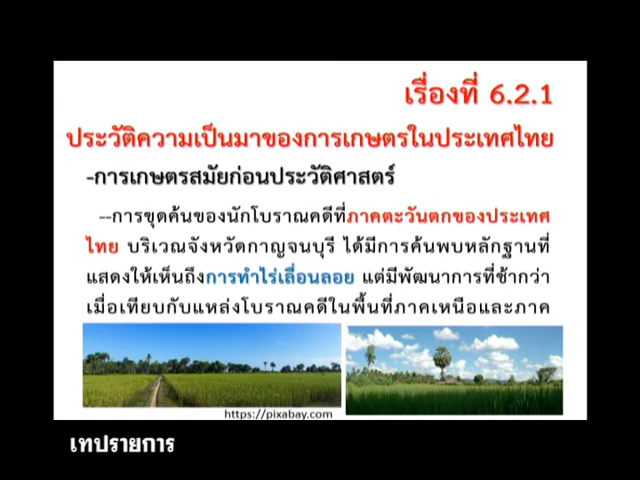 เรื่องที่ 6.2.1
ประวัติความเป็นมาของการเกษตรในประเทศไทย
-การเกษตรสมัยก่อนประวัติศาสตร์
--การขุดค้นของนักโบราณคดีที่ภาคตะวันตกของประเทศ
ไทย บริเวณจังหวัดกาญจนบุรี ได้มีการค้นพบหลักฐานที่
แสดงให้เห็นถึงการทำไร่เลื่อนลอย แต่มีพัฒนาการที่ช้ากว่า
เมื่อเทียบกับแหล่งโบราณคดีในพื้นที่ภาคเหนือและภาค
https://pixabay.com
เทปรายการ